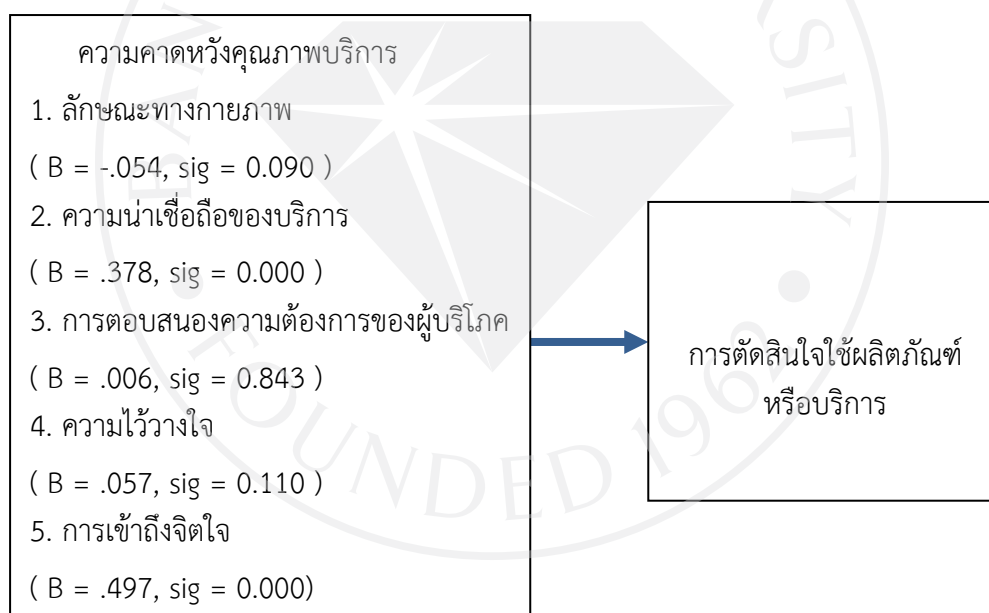 ความคาดหวังคุณภาพบริการ
1. ลักษณะทางกายภาพ
( B = -.054, sig = 0.090 )
2. ความน่าเชื่อถือของบริการ
( B = .378, sig = 0.000 )
3. การตอบสนองความต้องการของผู้บริโภค
( B = .006, sig = 0.843 )
4. ความไว้วางใจ
( B = .057, sig = 0.110 )
5. การเข้าถึงจิตใจ
( B = .497, sig = 0.000)
การตัดสินใจใช้ผลิตภัณฑ์
หรือบริการ
FOUNDED 1962